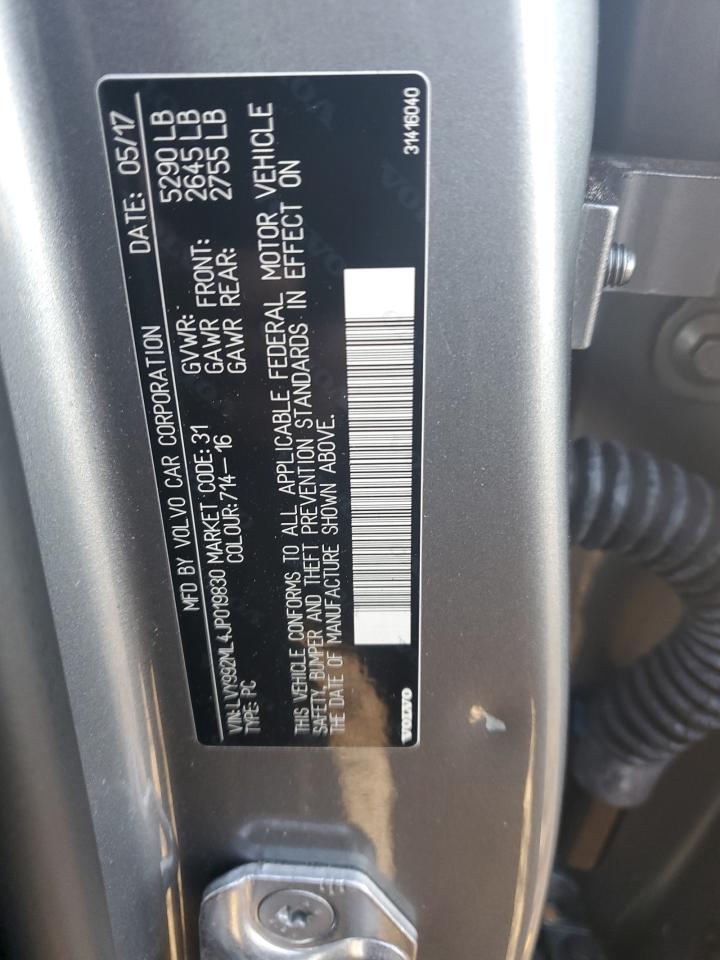 MFD BY VOLVO CAR CORPORATION DATE: 05/17
VIN: LVY992ML4JP019830 MARKET CODE: 31 GVWR: 5290 LB
TYPE: PC COLOUR: 714-16 GAWR FRONT: 2645 LB
GAWR REAR: 2755 LB
THIS VEHICLE CONFORMS TO ALL APPLICABLE FEDERAL MOTOR VEHICLE
SAFETY, BUMPER AND THEFT PREVENTION STANDARDS IN EFFECT ON
THE DATE OF MANUFACTURE SHOWN ABOVE.
VOLVO 31416040